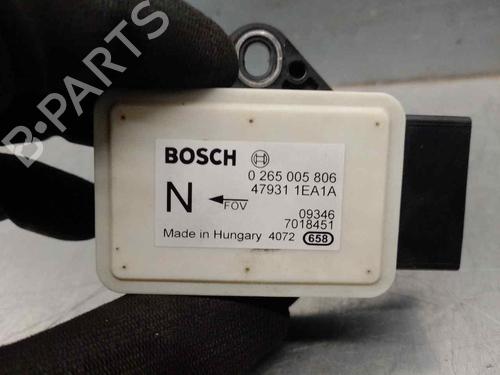 BOSCH
0 265 005 806
47931 1EA1A
N
FOV
09346
7018451
Made in Hungary 4072 658
B-PARTS